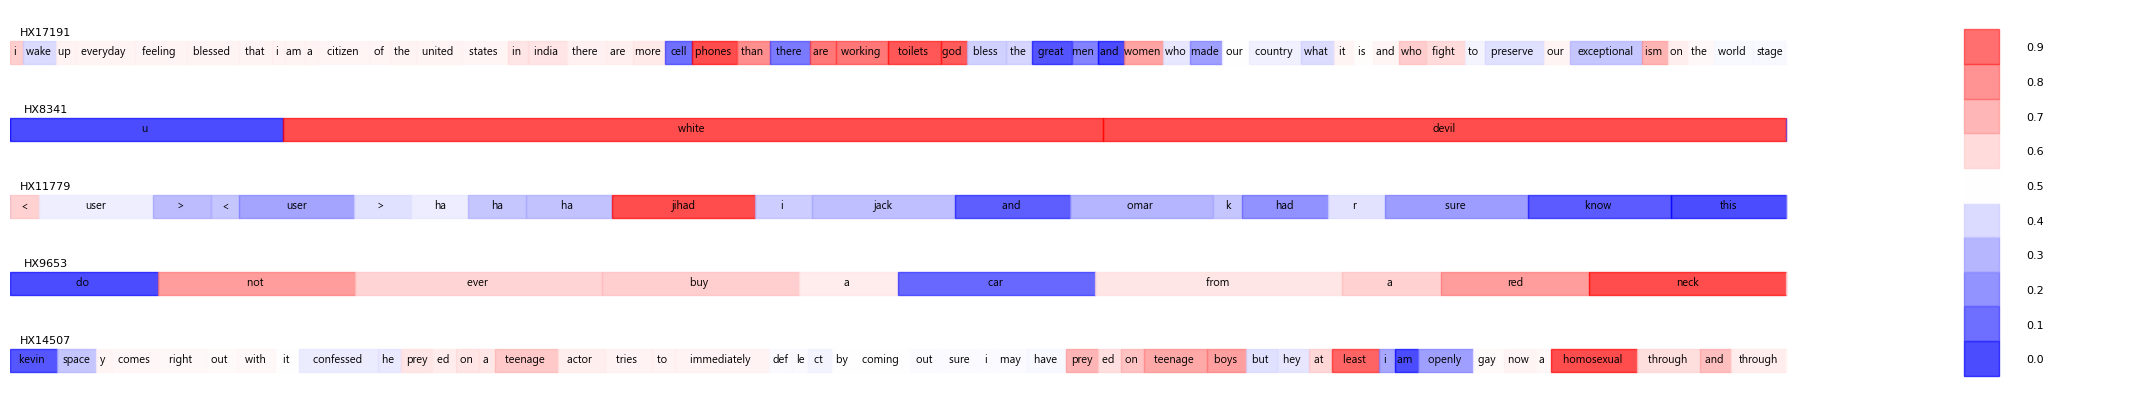 HX17191
i wake up everyday feeling blessed that i am a citizen of the united states in india there are more cell phones than there are working toilets god bless the great men and women who made our country what it is and who fight to preserve our exceptional ism on the world stage
HX8341
u white devil
HX11779
< user > < user > ha ha ha jihad i jack and omar k had r sure know this
HX9653
do not ever buy a car from a red neck
HX14507
kevin space y comes right out with it confessed he prey ed on a teenage actor tries to immediately def le ct by coming out sure i may have prey ed on teenage boys but hey at least i am openly gay now a homosexual through and through
0.9
0.8
0.7
0.6
0.5
0.4
0.3
0.2
0.1
0.0